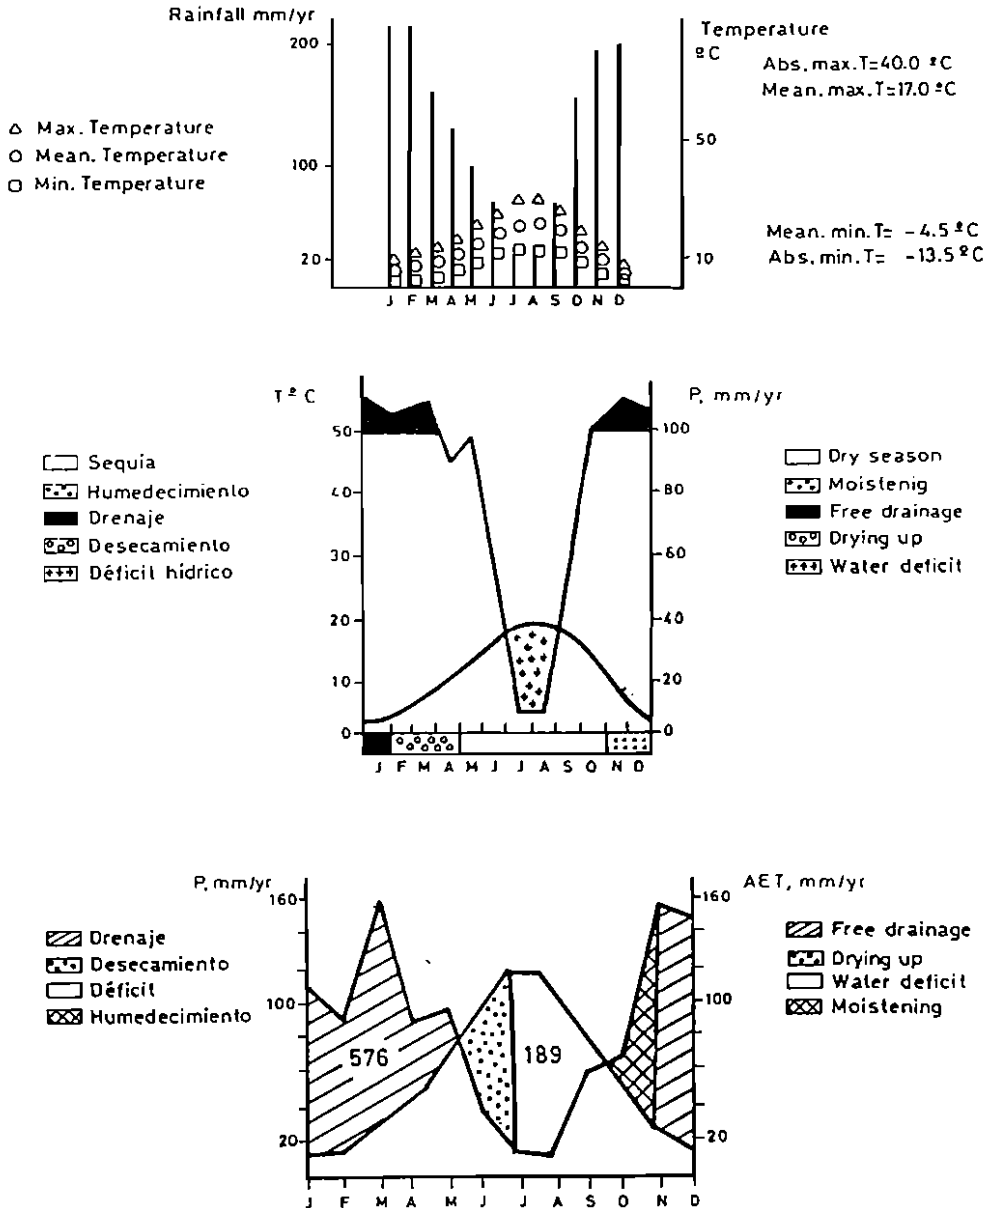 Rainfall mm/yr
Temperature
ºC
200
100
20
50
10
Abs. max. T=40.0 ºC
Mean. max. T=17.0 ºC
Mean. min. T= -4.5 ºC
Abs. min. T= -13.5 ºC
△ Max. Temperature
○ Mean. Temperature
□ Min. Temperature
J F M A M J J A S O N D
T º C
P, mm/yr
50
40
30
20
10
0
100
80
60
40
20
0
Sequía
Humedecimiento
Drenaje
Desecamiento
Déficil hídrico
Dry season
Moistenig
Free drainage
Drying up
Water deficit
J F M A M J J A S O N D
P, mm/yr
AET, mm/yr
160
100
20
160
100
20
Drenaje
Desecamiento
Déficit
Humedecimiento
576
189
Free drainage
Drying up
Water deficit
Moistening
J F M A M J J A S O N D